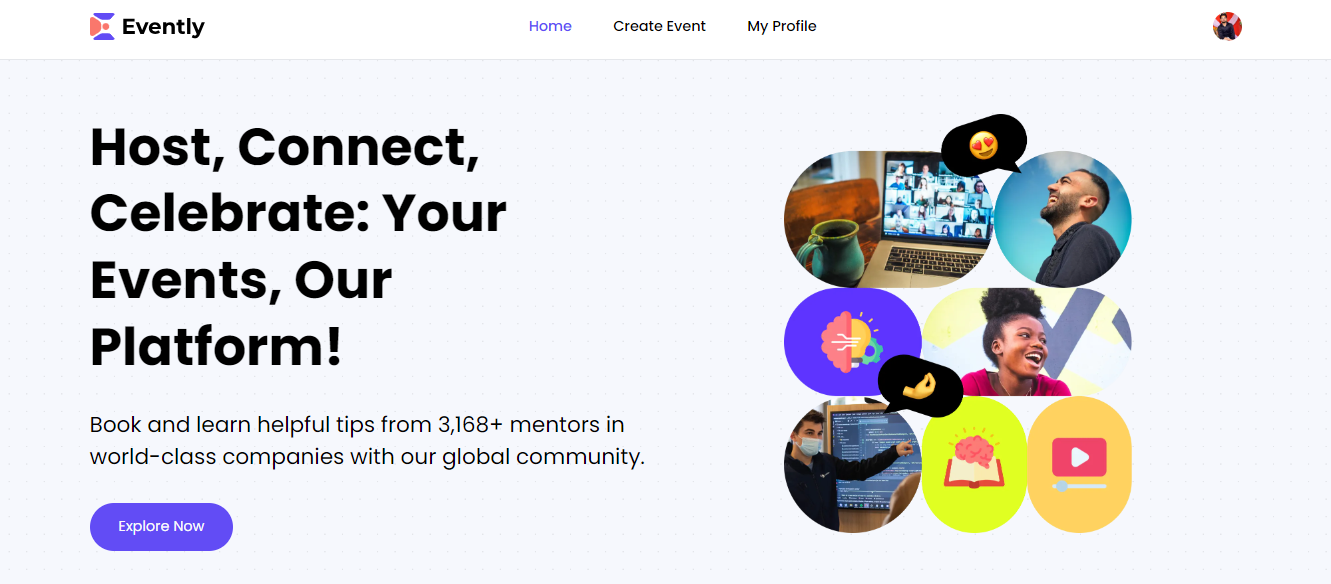 Evently
Home
Create Event
My Profile
Host, Connect,
Celebrate: Your
Events, Our
Platform!
Book and learn helpful tips from 3,168+ mentors in
world-class companies with our global community.
Explore Now